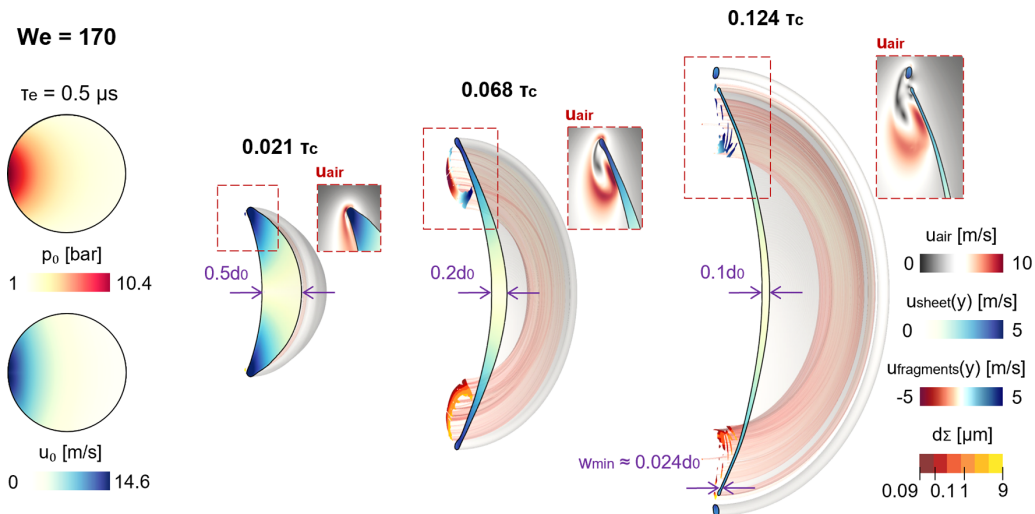 We = 170
τe = 0.5 µs
p0 [bar]
1 10.4
u0 [m/s]
0 14.6
0.021 τc
uair
0.5d0
0.068 τc
uair
0.2d0
0.124 τc
uair
0.1d0
wmin ≈ 0.024d0
uair [m/s]
0 10
usheet(y) [m/s]
0 5
ufragments(y) [m/s]
-5 5
dΣ [µm]
0.09 0.1 1 9